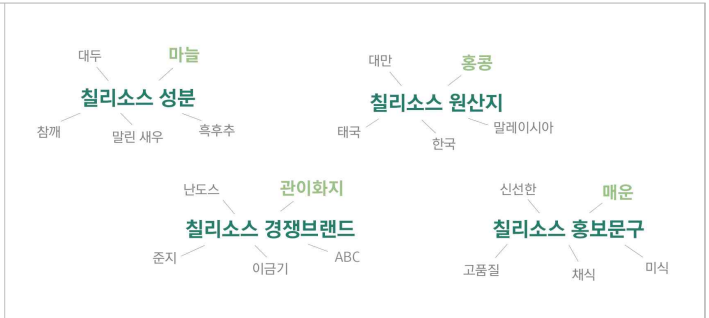 대두
마늘
칠리소스 성분
참깨
말린 새우
흑후추
대만
홍콩
칠리소스 원산지
태국
한국
말레이시아
난도스
관이화지
칠리소스 경쟁브랜드
준지
이금기
ABC
신선한
매운
칠리소스 홍보문구
고품질
채식
미식